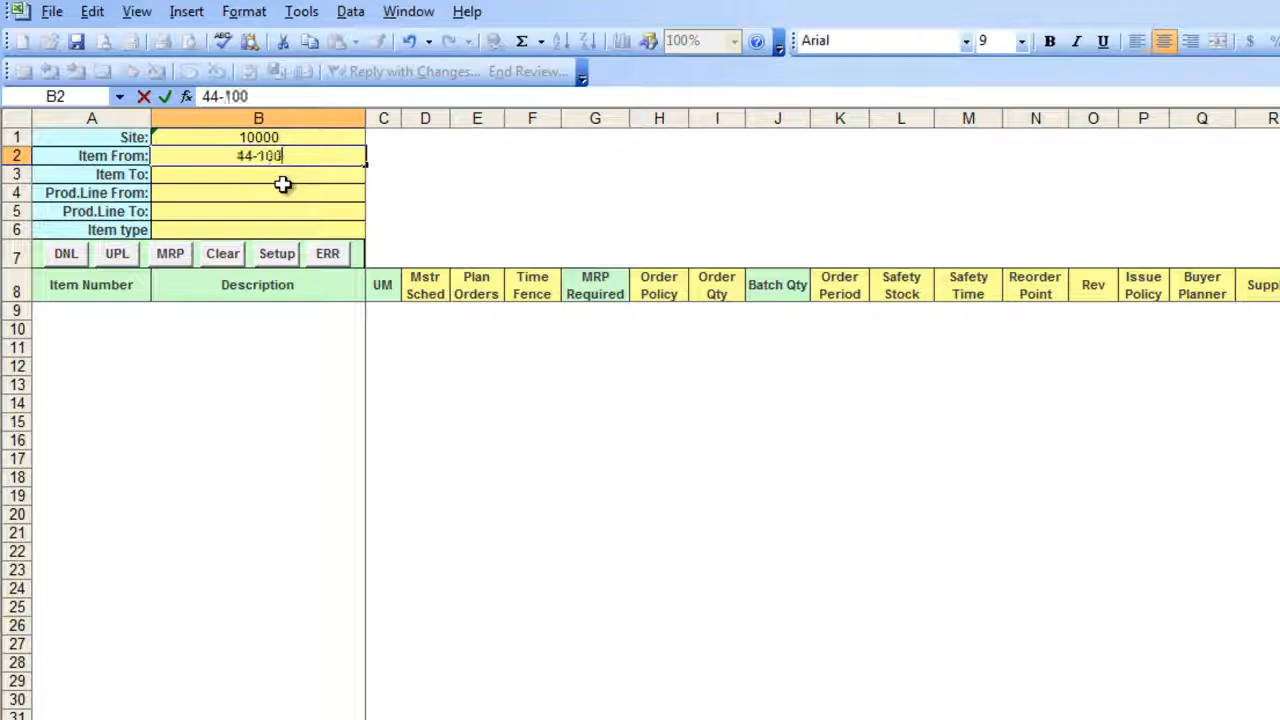 File Edit View Insert Format Tools Data Window Help
ABC Σ 100% Arial 9 B I U $ %
Reply with Changes... End Review...
B2 fx 44-100
A B C D E F G H I J K L M N O P Q R
1 Site: 10000
2 Item From: 44-100
3 Item To:
4 Prod.Line From:
5 Prod.Line To:
6 Item type
7 DNL UPL MRP Clear Setup ERR
8 Item Number Description UM Mstr Sched Plan Orders Time Fence MRP Required Order Policy Order Qty Batch Qty Order Period Safety Stock Safety Time Reorder Point Rev Issue Policy Buyer Planner Suppl
9
10
11
12
13
14
15
16
17
18
19
20
21
22
23
24
25
26
27
28
29
30
31